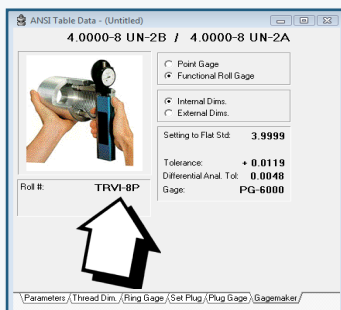 ANSI Table Data - (Untitled)
4.0000-8 UN-2B / 4.0000-8 UN-2A
Point Gage
Functional Roll Gage
Internal Dims.
External Dims.
Setting to Flat Std: 3.9999
Tolerance: + 0.0119
Differential Anal. Tol: 0.0048
Gage: PG-6000
Roll #: TRVI-8P
Parameters Thread Dim. Ring Gage Set Plug Plug Gage Gagemaker